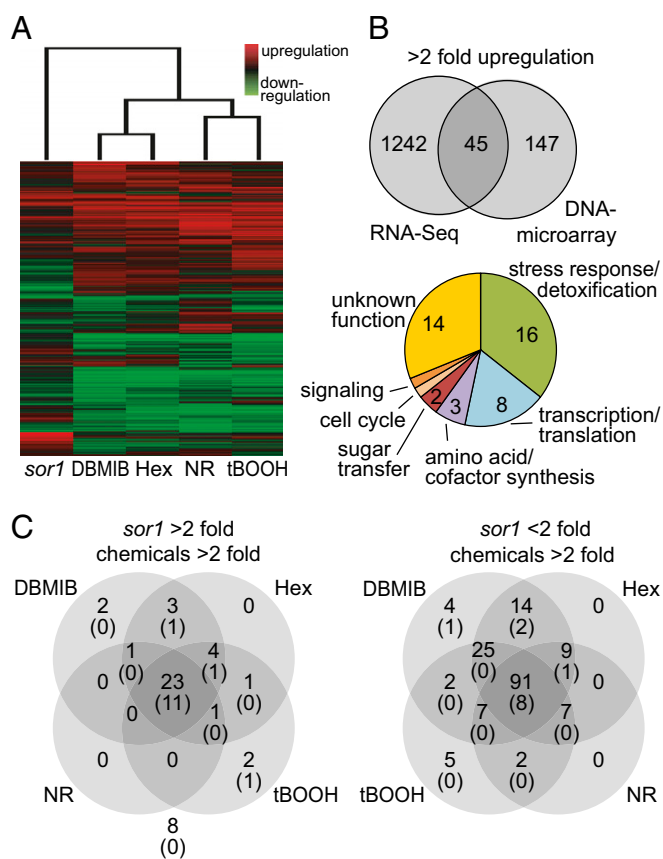 A
upregulation
down-
regulation
sor1 DBMIB Hex NR tBOOH
B
>2 fold upregulation
1242 45 147
RNA-Seq
DNA-
microarray
stress response/
detoxification
unknown
function
14
16
signaling
cell cycle
sugar
transfer
2
3
8
amino acid/
cofactor synthesis
transcription/
translation
C
sor1 >2 fold
chemicals >2 fold
DBMIB
Hex
2
(0)
3
(1)
0
1
(0)
4
(1)
0
23
(11)
1
(0)
0
1
(0)
0
0
2
(1)
NR
tBOOH
8
(0)
sor1 <2 fold
chemicals >2 fold
DBMIB
Hex
4
(1)
14
(2)
0
25
(0)
9
(1)
2
(0)
91
(8)
0
7
(0)
7
(0)
5
(0)
2
(0)
0
tBOOH
NR